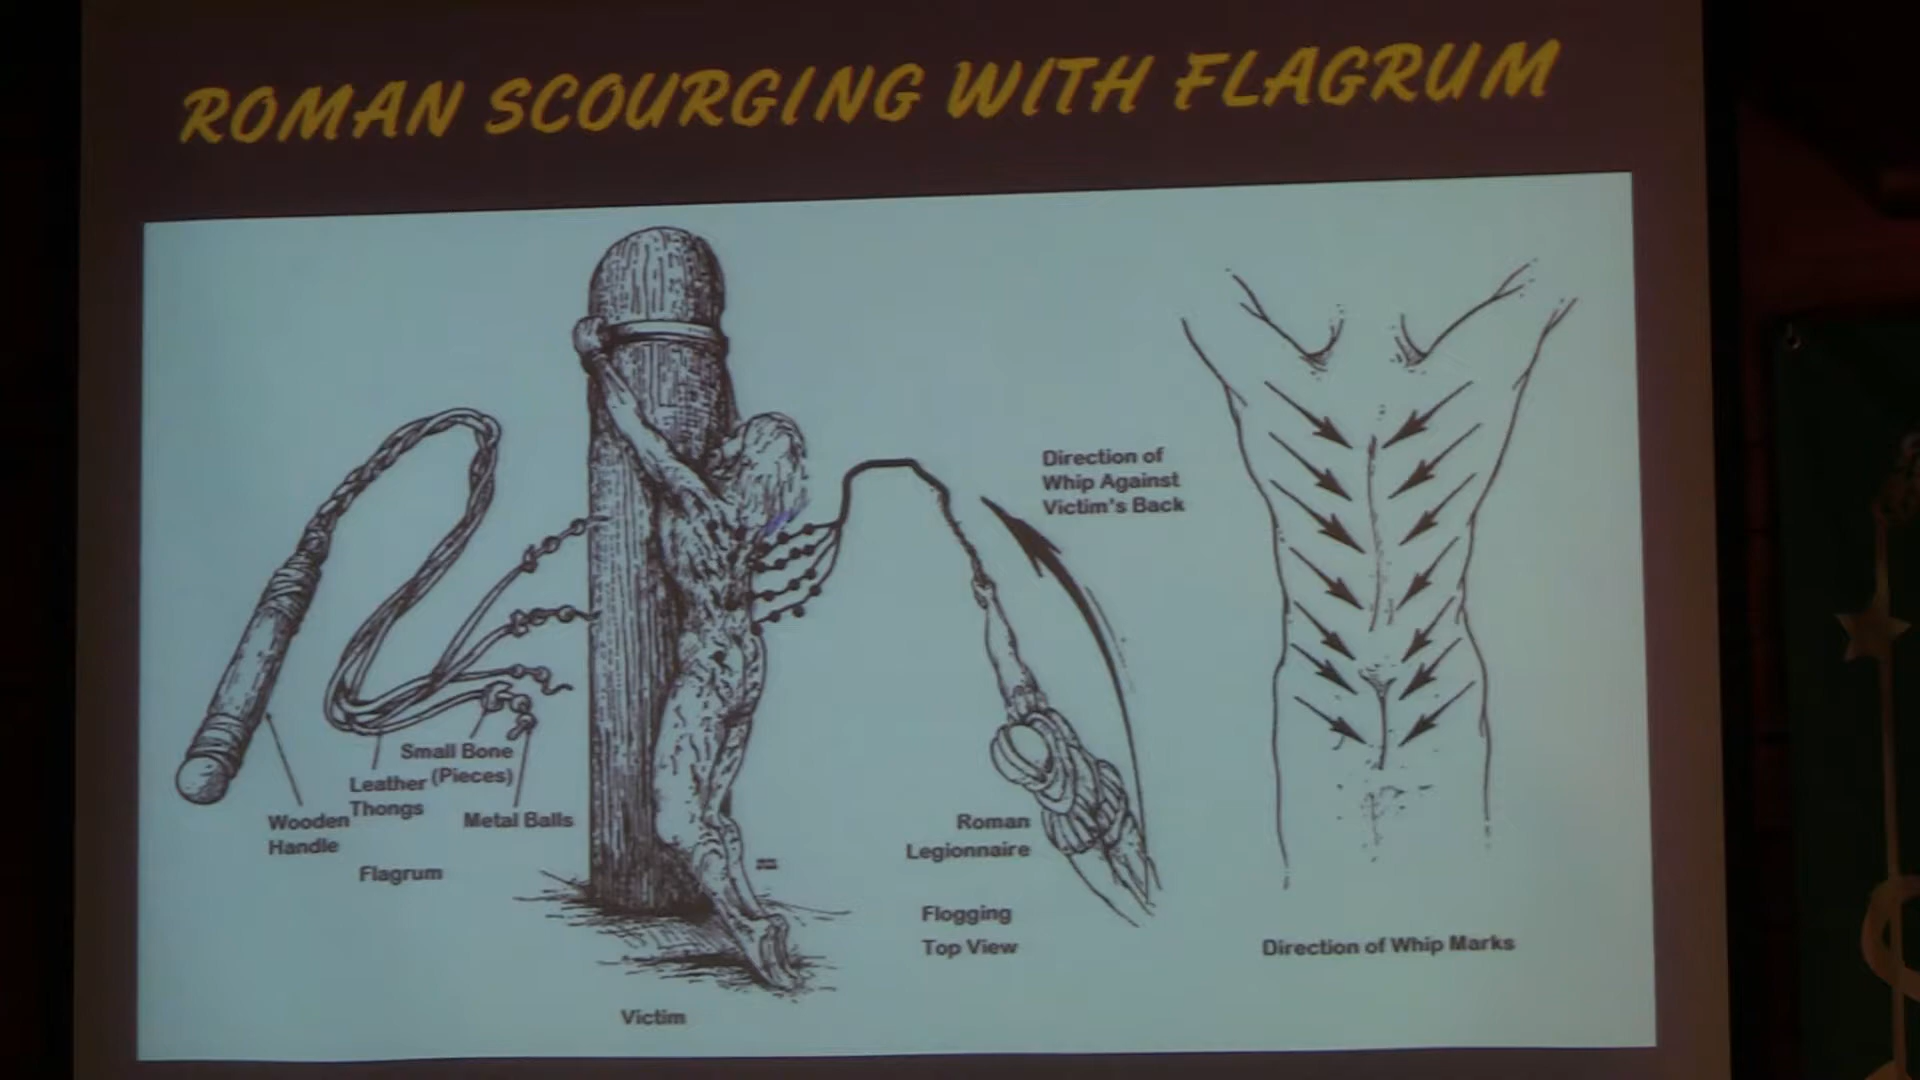 ROMAN SCOURGING WITH FLAGRUM
Small Bone
(Pieces)
Leather
Thongs
Wooden
Handle
Metal Balls
Flagrum
Victim
Direction of
Whip Against
Victim's Back
Roman
Legionnaire
Flogging
Top View
Direction of Whip Marks